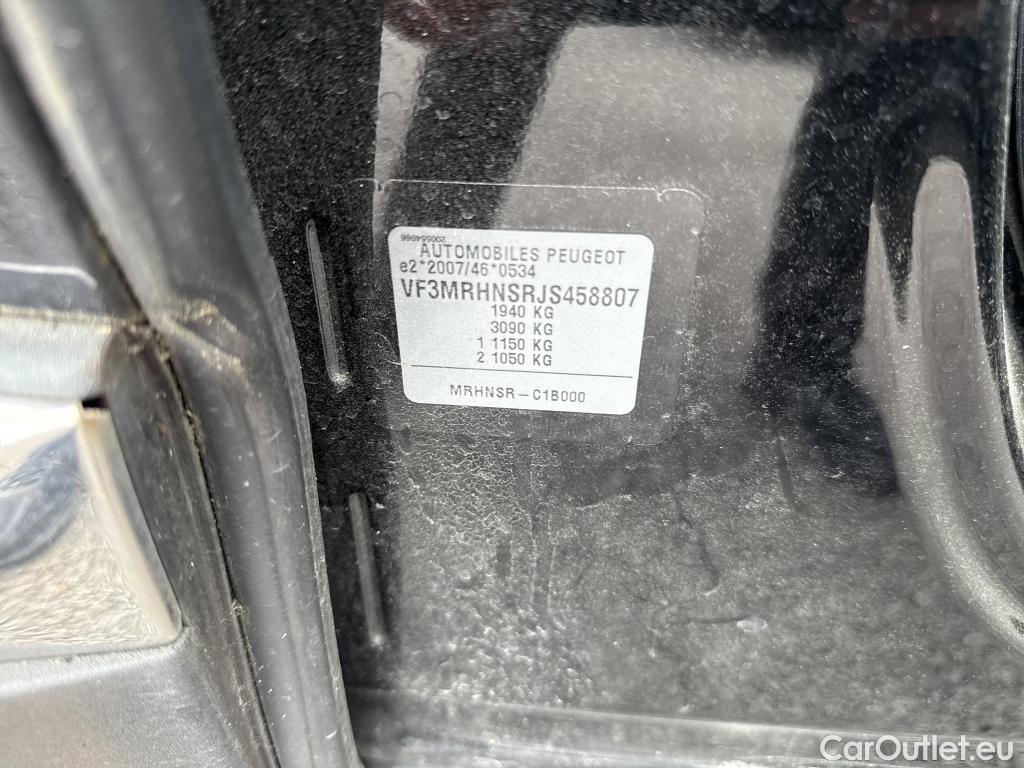 200554966
AUTOMOBILES PEUGEOT
e2*2007/46*0534
VF3MRHNSRJS458807
1940 KG
3090 KG
1 1150 KG
2 1050 KG
MRHNSR – C1B000
CarOutlet.eu